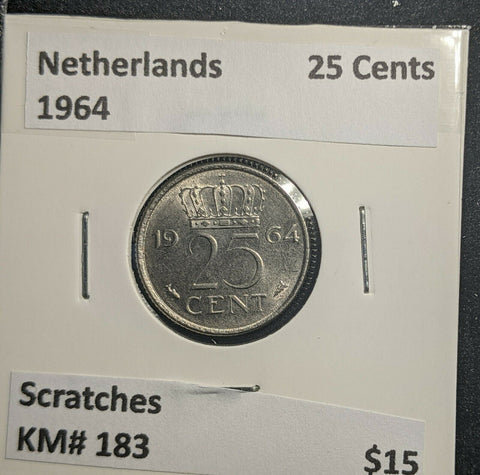 Netherlands 25 Cents
1964
19 64
25
CENT
Scratches
KM# 183
$15